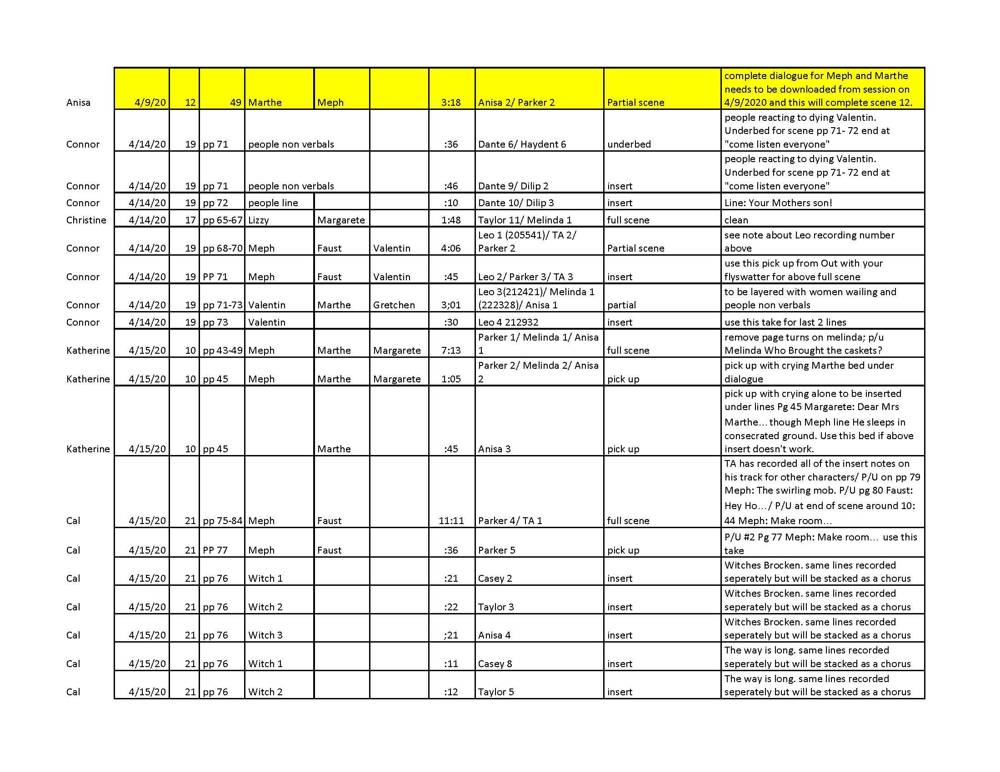 complete dialogue for Meph and Marthe
needs to be downloaded from session on
Anisa 4/9/20 12 49 Marthe Meph 3:18 Anisa 2/ Parker 2 Partial scene 4/9/2020 and this will complete scene 12.
people reacting to dying Valentin.
Underbed for scene pp 71- 72 end at
Connor 4/14/20 19 pp 71 people non verbals :36 Dante 6/ Haydent 6 underbed "come listen everyone"
people reacting to dying Valentin.
Underbed for scene pp 71- 72 end at
Connor 4/14/20 19 pp 71 people non verbals :46 Dante 9/ Dilip 2 insert "come listen everyone"
Connor 4/14/20 19 pp 72 people line :10 Dante 10/ Dilip 3 insert Line: Your Mothers son!
Christine 4/14/20 17 pp 65-67 Lizzy Margarete 1:48 Taylor 11/ Melinda 1 full scene clean
Leo 1 (205541)/ TA 2/ see note about Leo recording number
Connor 4/14/20 19 pp 68-70 Meph Faust Valentin 4:06 Parker 2 Partial scene above
use this pick up from Out with your
Connor 4/14/20 19 PP 71 Meph Faust Valentin :45 Leo 2/ Parker 3/ TA 3 insert flyswatter for above full scene
Leo 3(212421)/ Melinda 1 to be layered with women wailing and
Connor 4/14/20 19 pp 71-73 Valentin Marthe Gretchen 3;01 (222328)/ Anisa 1 partial people non verbals
Connor 4/14/20 19 pp 73 Valentin :30 Leo 4 212932 insert use this take for last 2 lines
Parker 1/ Melinda 1/ Anisa remove page turns on melinda; p/u
Katherine 4/15/20 10 pp 43-49 Meph Marthe Margarete 7:13 1 full scene Melinda Who Brought the caskets?
Parker 2/ Melinda 2/ Anisa pick up with crying Marthe bed under
Katherine 4/15/20 10 pp 45 Meph Marthe Margarete 1:05 2 pick up dialogue
pick up with crying alone to be inserted
under lines Pg 45 Margarete: Dear Mrs
Marthe... though Meph line He sleeps in
consecrated ground. Use this bed if above
Katherine 4/15/20 10 pp 45 Marthe :45 Anisa 3 pick up insert doesn't work.
TA has recorded all of the insert notes on
his track for other characters/ P/U on pp 79
Meph: The swirling mob. P/U pg 80 Faust:
Hey Ho.../ P/U at end of scene around 10:
Cal 4/15/20 21 pp 75-84 Meph Faust 11:11 Parker 4/ TA 1 full scene 44 Meph: Make room...
P/U #2 Pg 77 Meph: Make room... use this
Cal 4/15/20 21 PP 77 Meph Faust :36 Parker 5 pick up take
Witches Brocken. same lines recorded
Cal 4/15/20 21 pp 76 Witch 1 :21 Casey 2 insert seperately but will be stacked as a chorus
Witches Brocken. same lines recorded
Cal 4/15/20 21 pp 76 Witch 2 :22 Taylor 3 insert seperately but will be stacked as a chorus
Witches Brocken. same lines recorded
Cal 4/15/20 21 pp 76 Witch 3 ;21 Anisa 4 insert seperately but will be stacked as a chorus
The way is long. same lines recorded
Cal 4/15/20 21 pp 76 Witch 1 :11 Casey 8 insert seperately but will be stacked as a chorus
The way is long. same lines recorded
Cal 4/15/20 21 pp 76 Witch 2 :12 Taylor 5 insert seperately but will be stacked as a chorus